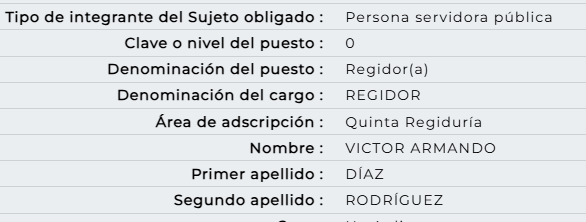 Tipo de integrante del Sujeto obligado : Persona servidora pública
Clave o nivel del puesto : 0
Denominación del puesto : Regidor(a)
Denominación del cargo : REGIDOR
Área de adscripción : Quinta Regiduría
Nombre : VICTOR ARMANDO
Primer apellido : DÍAZ
Segundo apellido : RODRÍGUEZ